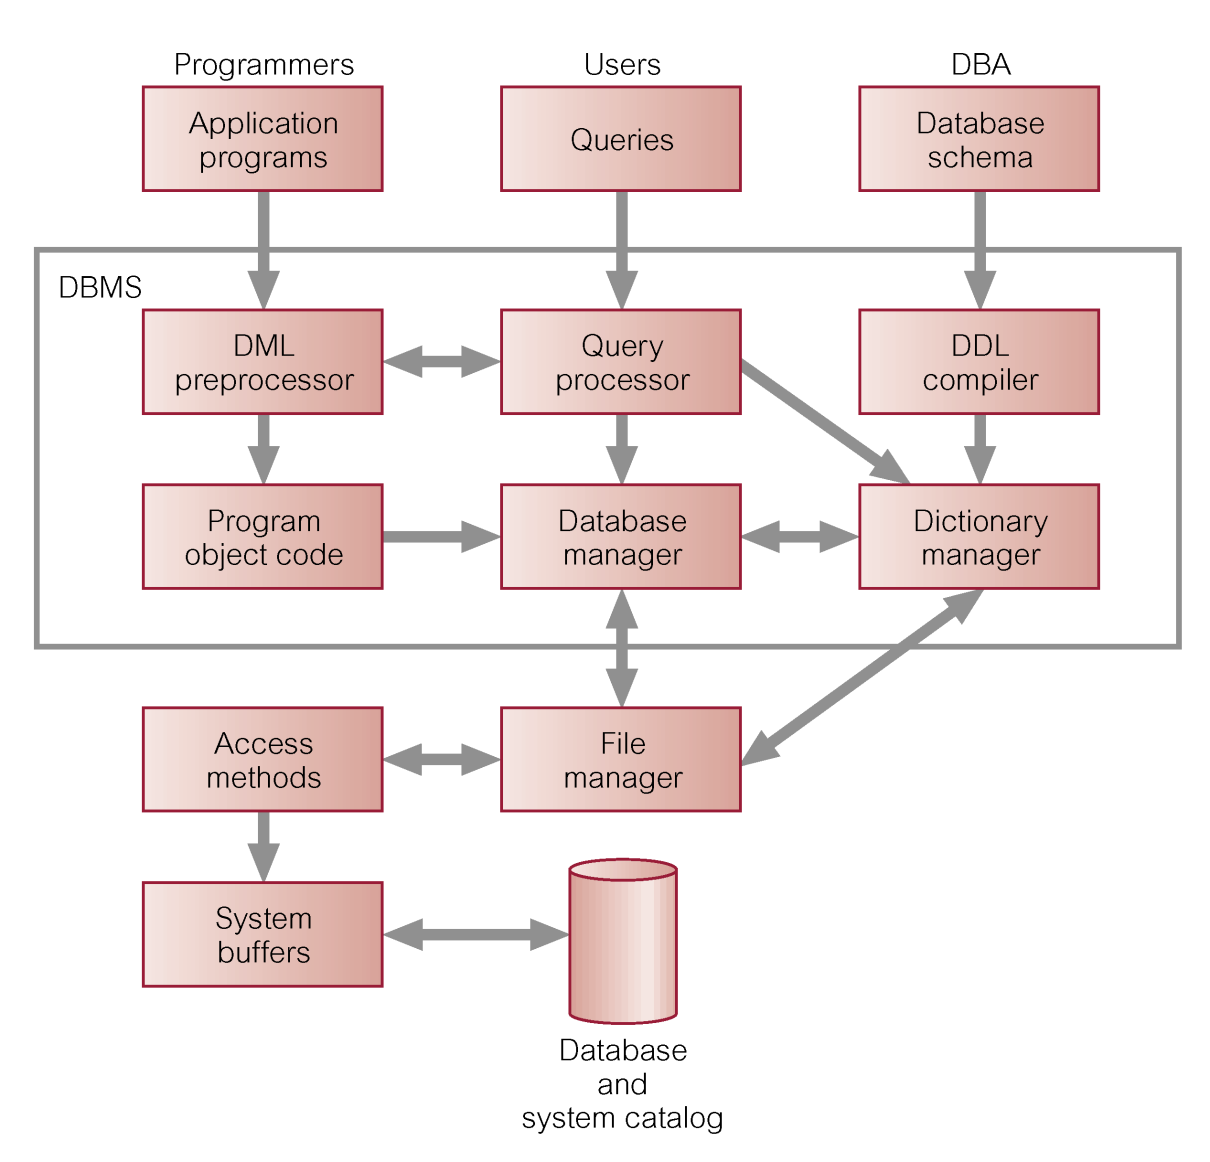 Programmers
Users
DBA
Application
programs
Queries
Database
schema
DBMS
DML
preprocessor
Query
processor
DDL
compiler
Program
object code
Database
manager
Dictionary
manager
Access
methods
File
manager
System
buffers
Database
and
system catalog